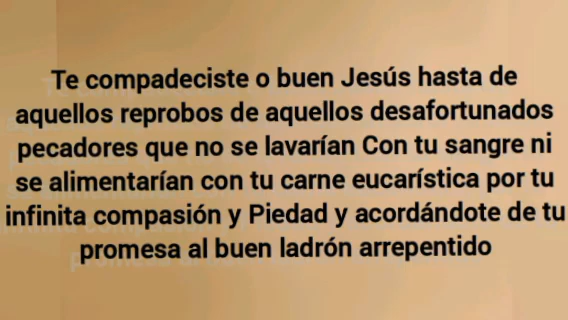 Te compadeciste o buen Jesús hasta de
aquellos reprobos de aquellos desafortunados
pecadores que no se lavarían Con tu sangre ni
se alimentarían con tu carne eucarística por tu
infinita compasión y Piedad y acordándote de tu
promesa al buen ladrón arrepentido